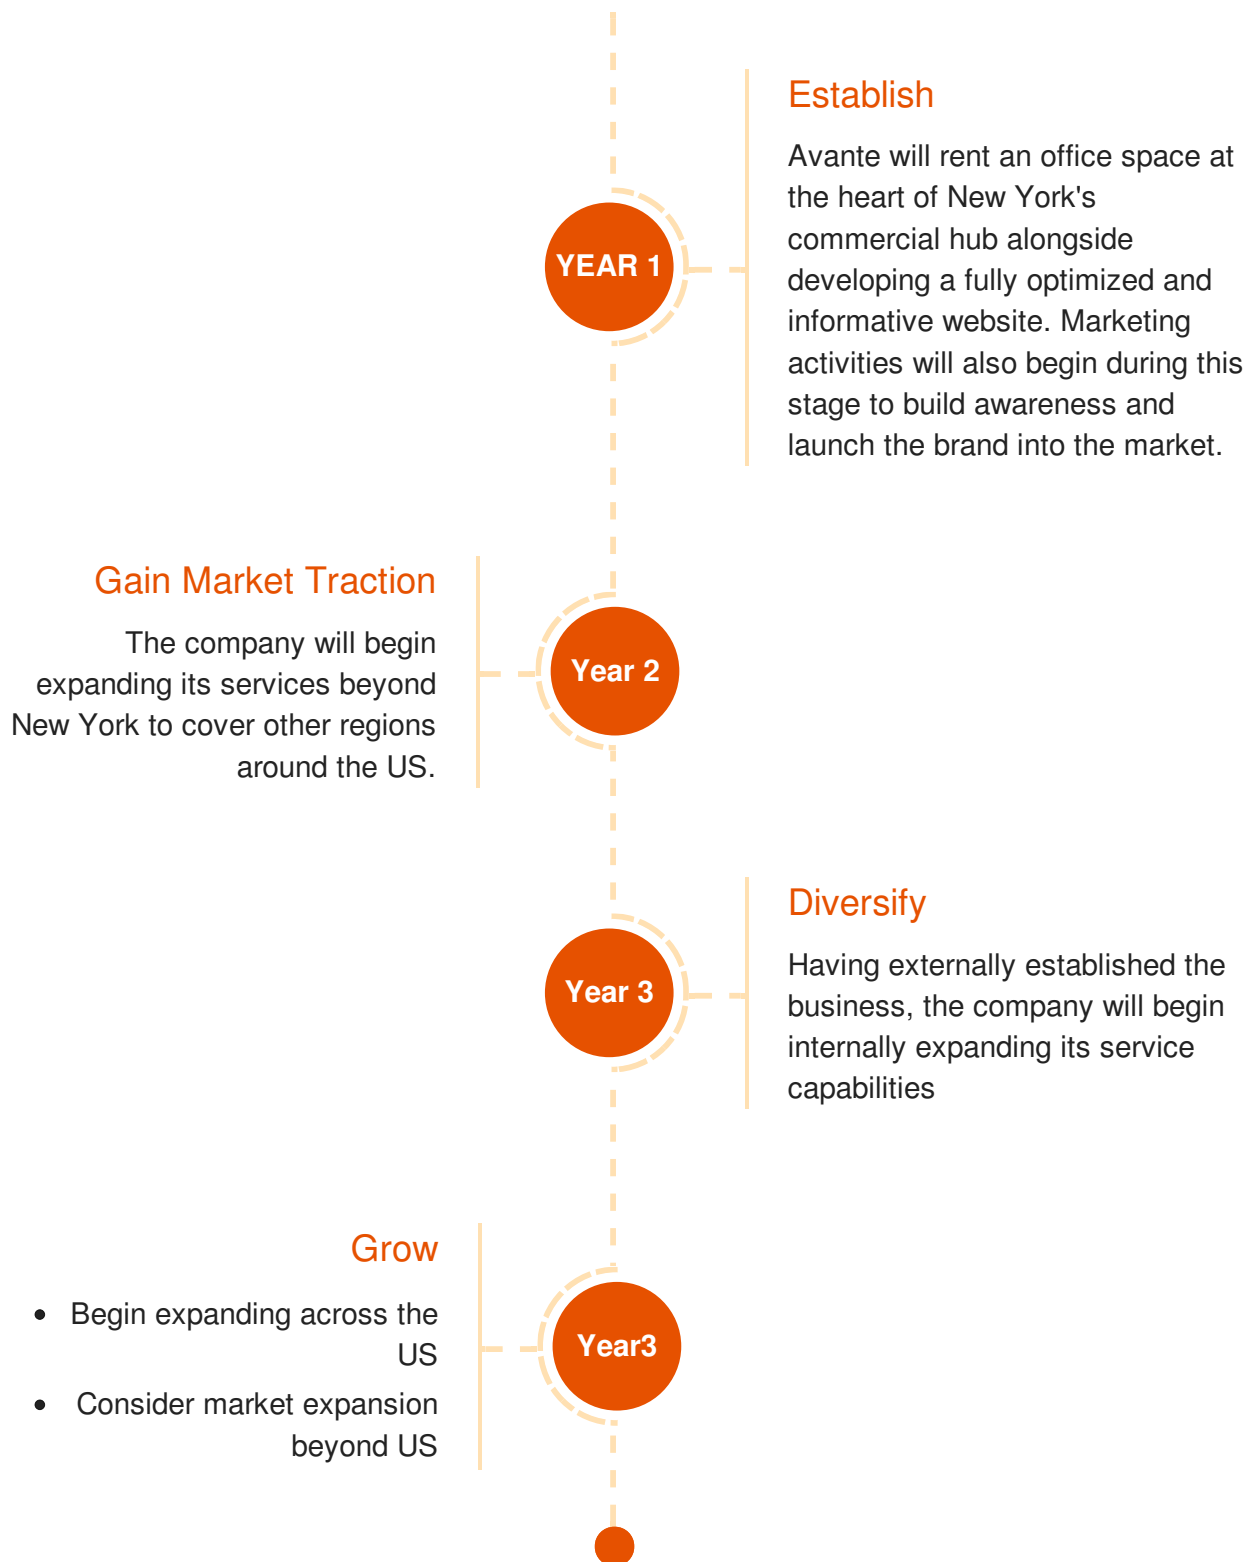 Establish
Avante will rent an office space at
the heart of New York's
commercial hub alongside
developing a fully optimized and
informative website. Marketing
activities will also begin during this
stage to build awareness and
launch the brand into the market.
YEAR 1
Gain Market Traction
The company will begin
expanding its services beyond
New York to cover other regions
around the US.
Year 2
Diversify
Having externally established the
business, the company will begin
internally expanding its service
capabilities
Year 3
Grow
• Begin expanding across the
US
• Consider market expansion
beyond US
Year3